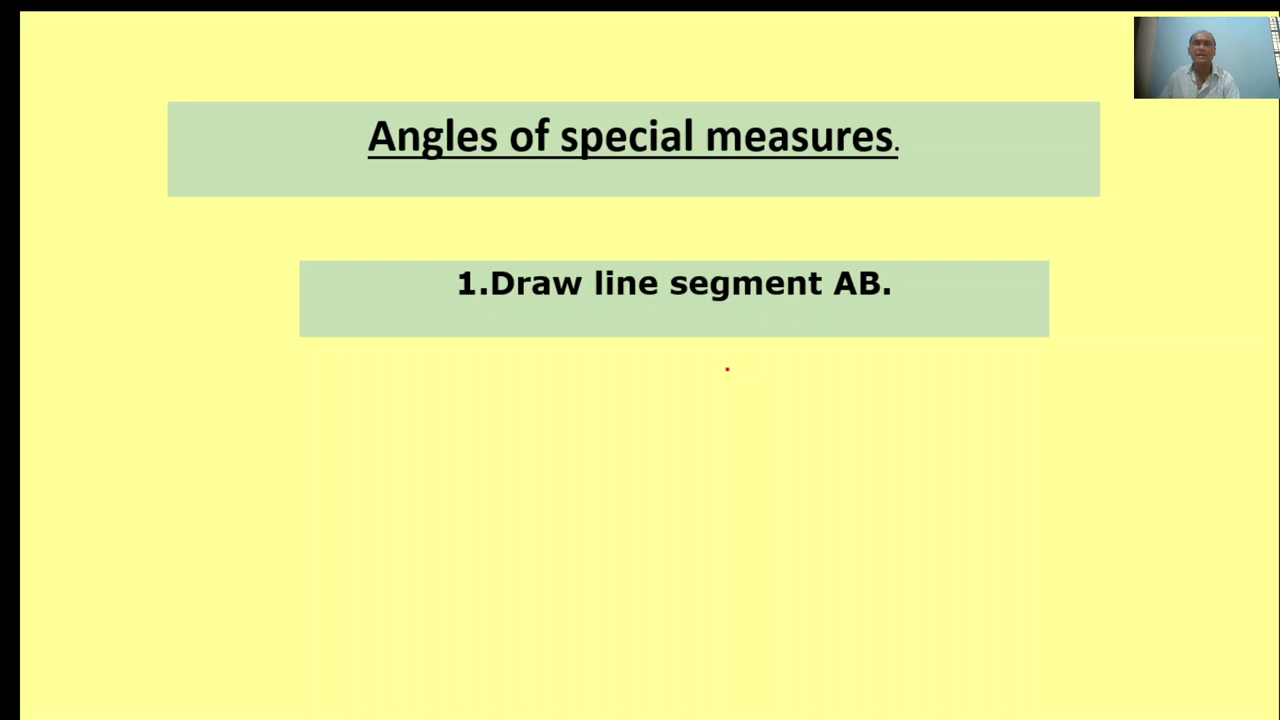 Angles of special measures.
1.Draw line segment AB.